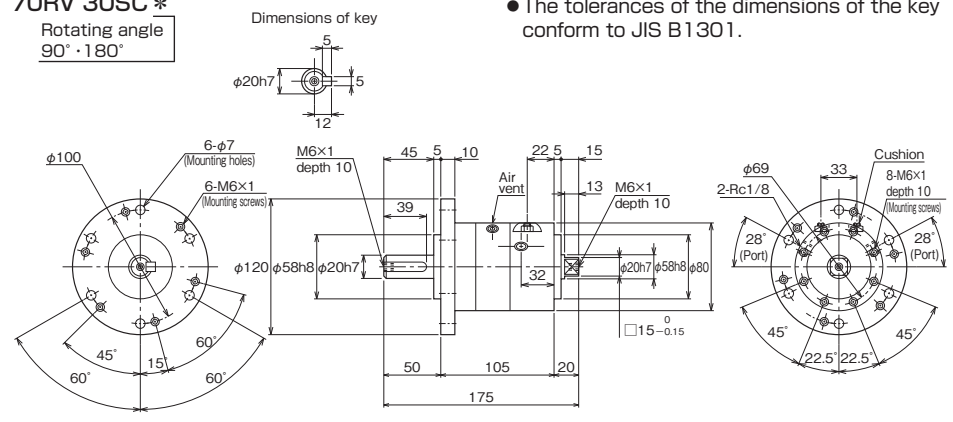 70RV 30SC*
Rotating angle
90°·180°
Dimensions of key
● The tolerances of the dimensions of the key
conform to JIS B1301.
5
φ20h7
5
12
φ100
6-φ7
(Mounting holes)
6-M6×1
(Mounting screws)
45°
15°
60°
60°
60°
M6×1
depth 10
45
5
10
22
5
15
Air
vent
13
M6×1
depth 10
39
φ120
φ58h8
φ20h7
32
φ20h7
φ58h8
φ80
□15 0 −0.15
50
105
20
175
φ69
33
Cushion
2-Rc1/8
8-M6×1
depth 10
(Mounting screws)
28°
(Port)
28°
(Port)
45°
45°
22.5°
22.5°